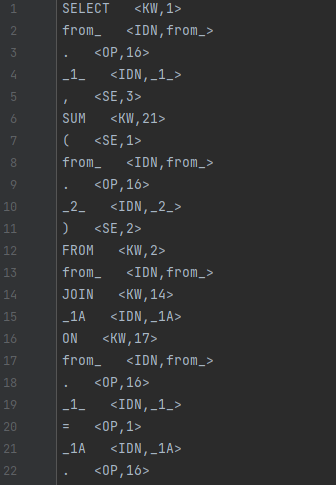 1 SELECT <KW,1>
2 from_ <IDN,from_>
3 . <OP,16>
4 _1_ <IDN,_1_>
5 , <SE,3>
6 SUM <KW,21>
7 ( <SE,1>
8 from_ <IDN,from_>
9 . <OP,16>
10 _2_ <IDN,_2_>
11 ) <SE,2>
12 FROM <KW,2>
13 from_ <IDN,from_>
14 JOIN <KW,14>
15 _1A <IDN,_1A>
16 ON <KW,17>
17 from_ <IDN,from_>
18 . <OP,16>
19 _1_ <IDN,_1_>
20 = <OP,1>
21 _1A <IDN,_1A>
22 . <OP,16>